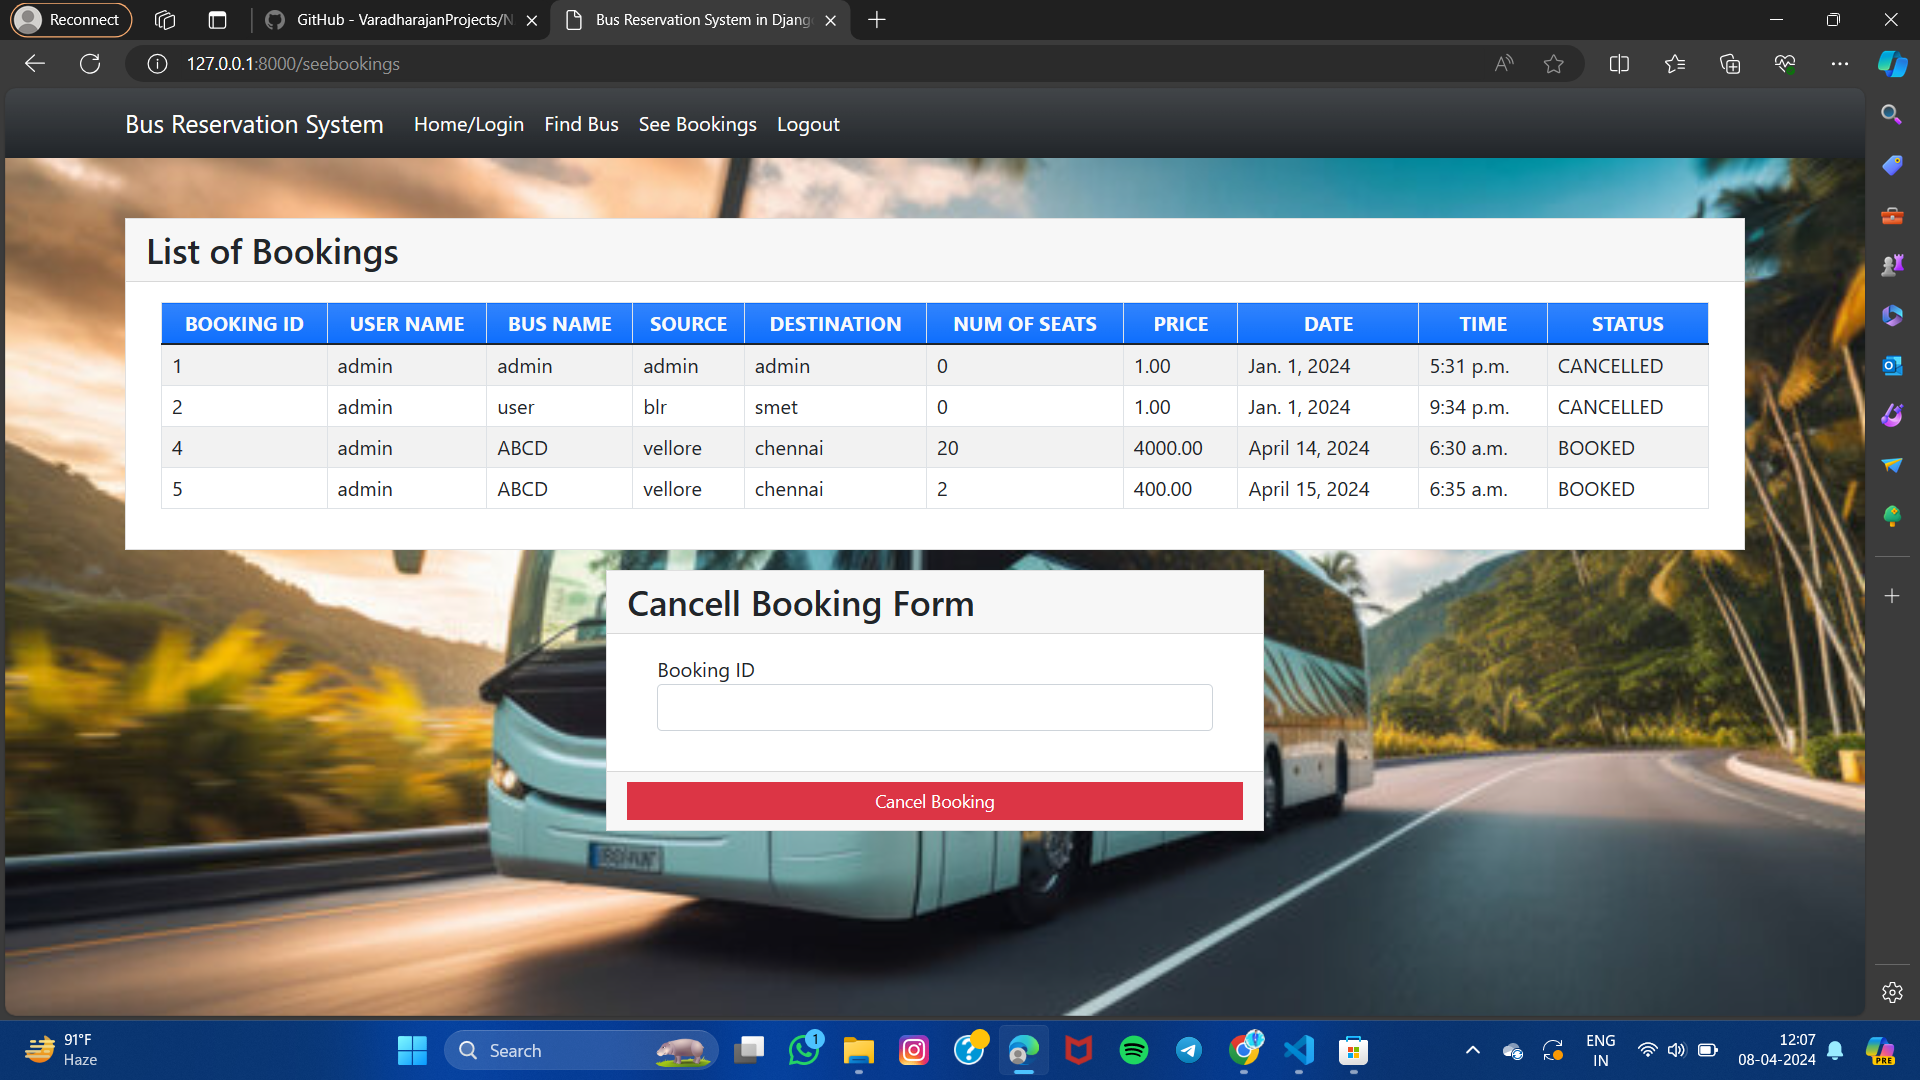 Reconnect
GitHub - VaradharajanProjects/N
Bus Reservation System in Djang
127.0.0.1:8000/seebookings
Bus Reservation System Home/Login Find Bus See Bookings Logout
List of Bookings
BOOKING ID USER NAME BUS NAME SOURCE DESTINATION NUM OF SEATS PRICE DATE TIME STATUS
1 admin admin admin admin 0 1.00 Jan. 1, 2024 5:31 p.m. CANCELLED
2 admin user blr smet 0 1.00 Jan. 1, 2024 9:34 p.m. CANCELLED
4 admin ABCD vellore chennai 20 4000.00 April 14, 2024 6:30 a.m. BOOKED
5 admin ABCD vellore chennai 2 400.00 April 15, 2024 6:35 a.m. BOOKED
Cancell Booking Form
Booking ID
Cancel Booking
91°F
Haze
Search
1
ENG
IN
12:07
08-04-2024
PRE